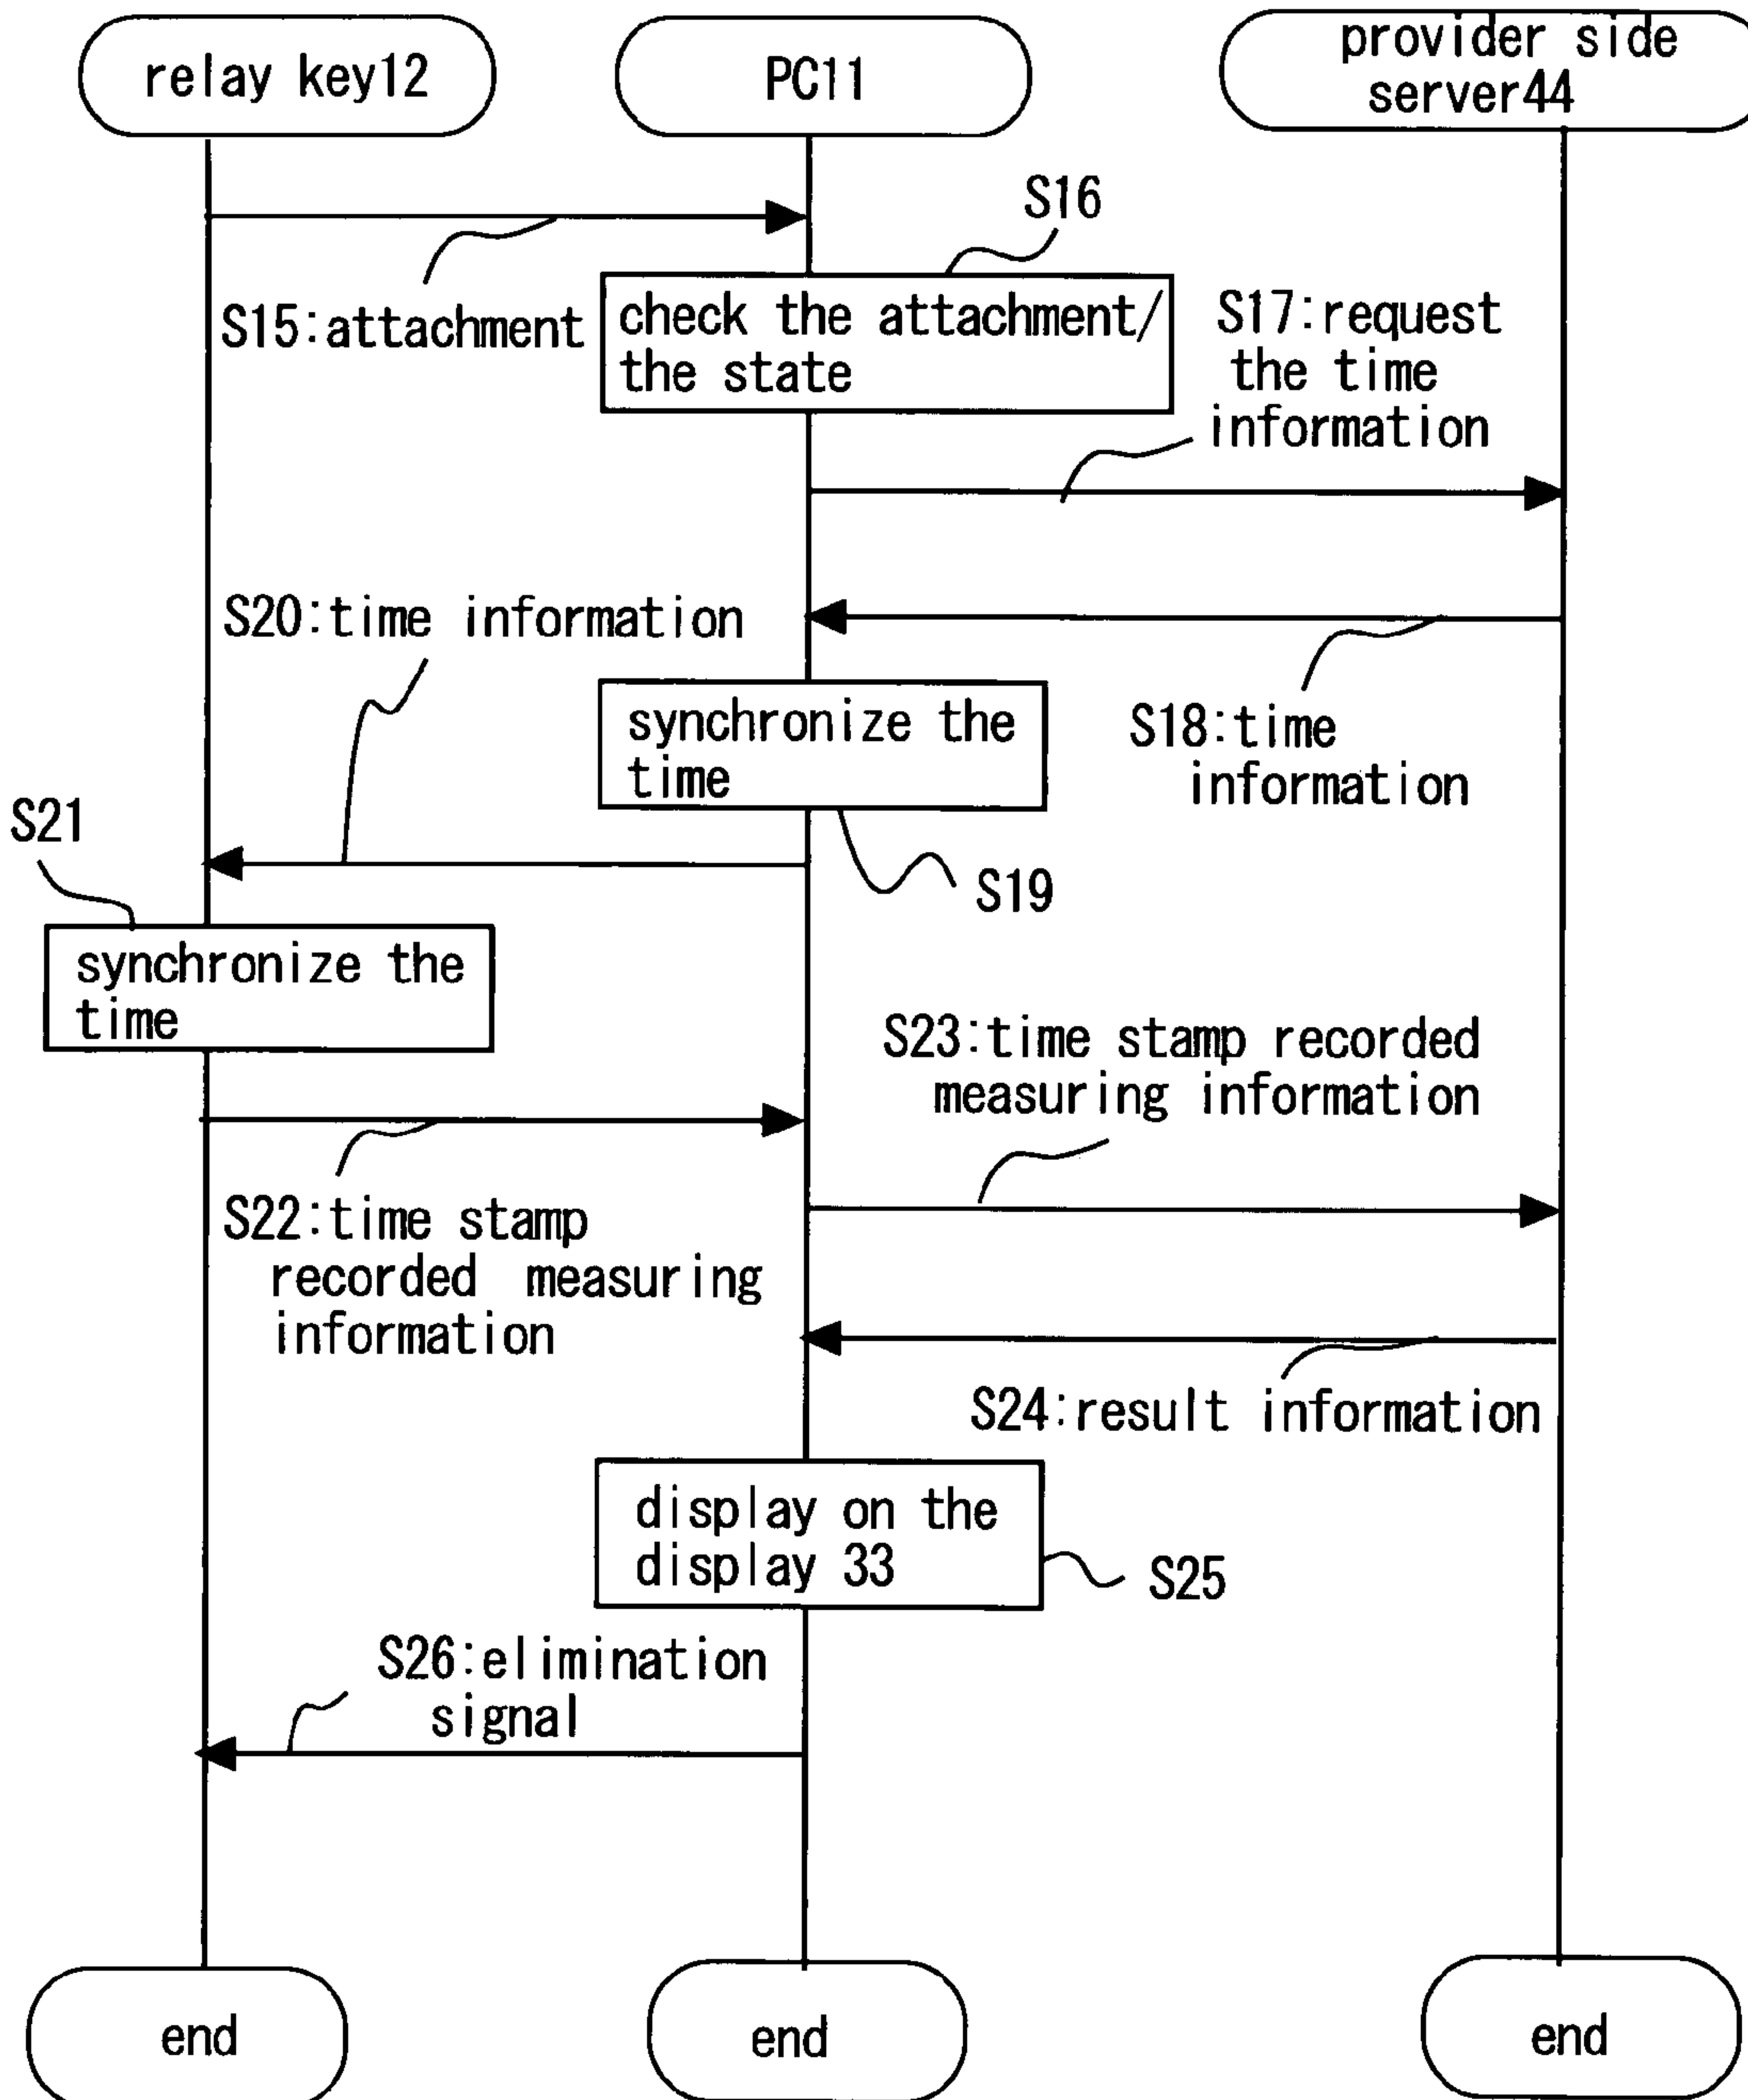 relay key12
PC11
provider side
server44
S16
S15:attachment
check the attachment/
the state
S17:request
the time
information
S20:time information
S18:time
information
synchronize the
time
S19
S21
synchronize the
time
S23:time stamp recorded
measuring information
S22:time stamp
recorded measuring
information
S24:result information
display on the
display 33
S25
S26:elimination
signal
end
end
end